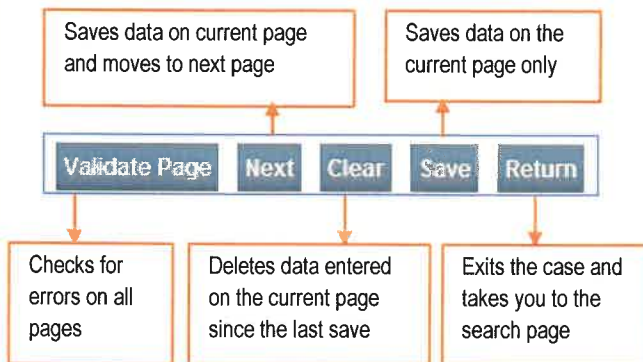 Saves data on current page
and moves to next page
Saves data on the
current page only
Validate Page Next Clear Save Return
Checks for
errors on all
pages
Deletes data entered
on the current page
since the last save
Exits the case and
takes you to the
search page